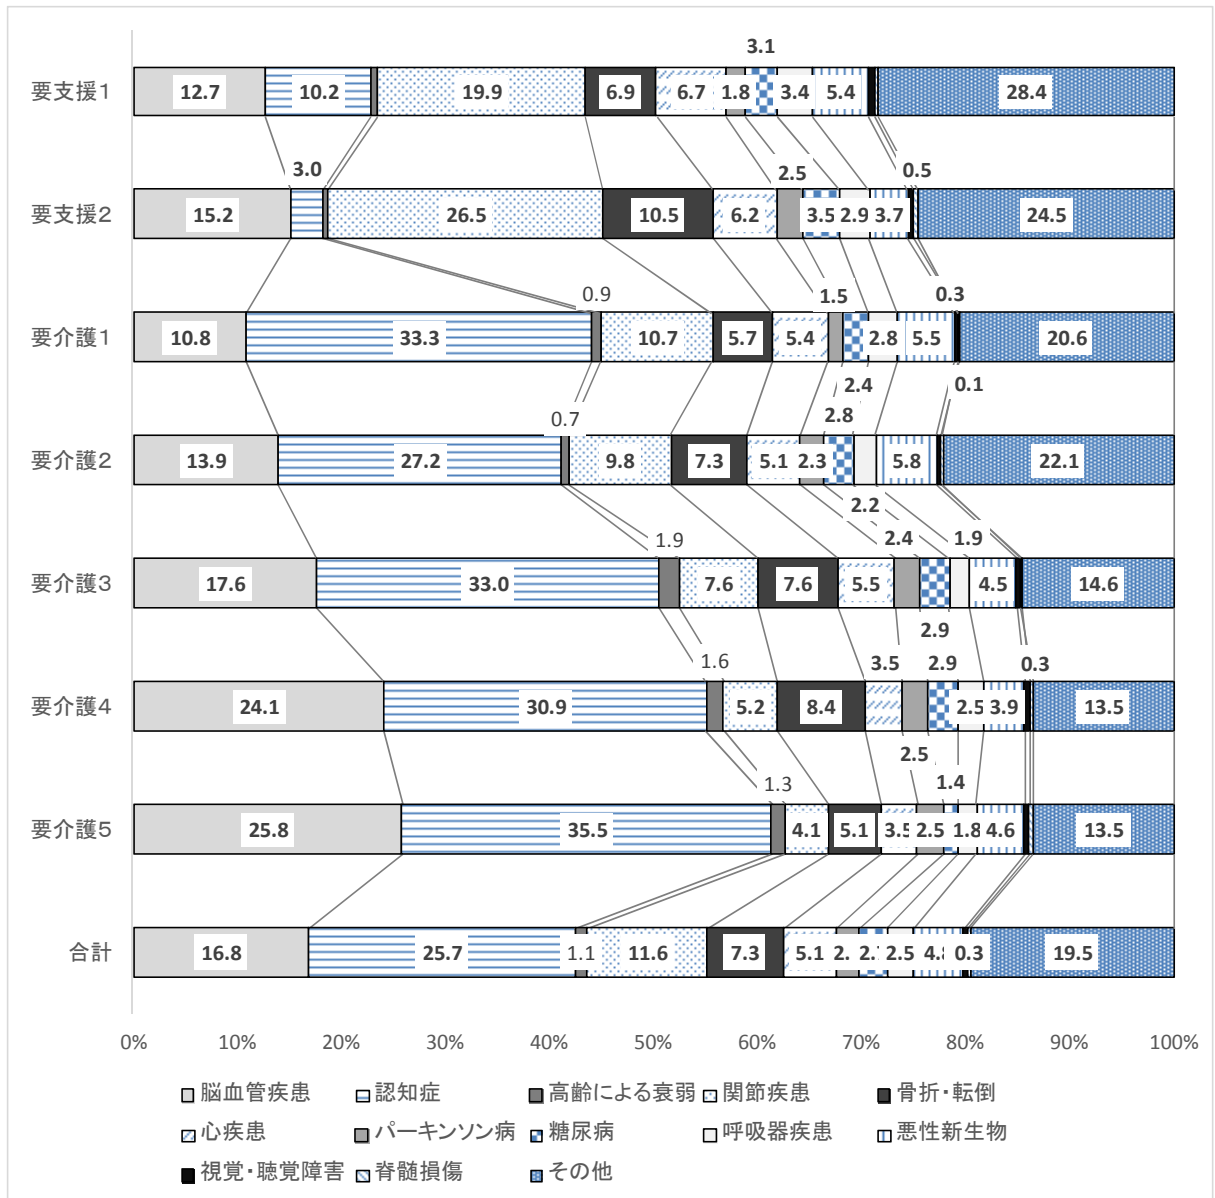 3.1
要支援1 12.7 10.2 19.9 6.9 6.7 1.8 3.4 5.4 28.4
3.0 2.5 0.5
要支援2 15.2 26.5 10.5 6.2 3.5 2.9 3.7 24.5
0.9 1.5 0.3
要介護1 10.8 33.3 10.7 5.7 5.4 2.8 5.5 20.6
2.4 0.1
0.7 2.8
要介護2 13.9 27.2 9.8 7.3 5.1 2.3 5.8 22.1
2.2
1.9 2.4 1.9
要介護3 17.6 33.0 7.6 7.6 5.5 4.5 14.6
2.9
1.6 3.5 2.9 0.3
要介護4 24.1 30.9 5.2 8.4 2.5 3.9 13.5
2.5
1.3 1.4
要介護5 25.8 35.5 4.1 5.1 3.5 2.5 1.8 4.6 13.5
合計 16.8 25.7 1.1 11.6 7.3 5.1 2. 2. 2.5 4.8 0.3 19.5
0% 10% 20% 30% 40% 50% 60% 70% 80% 90% 100%
脳血管疾患 認知症 高齢による衰弱 関節疾患 骨折・転倒
心疾患 パーキンソン病 糖尿病 呼吸器疾患 悪性新生物
視覚・聴覚障害 脊髄損傷 その他